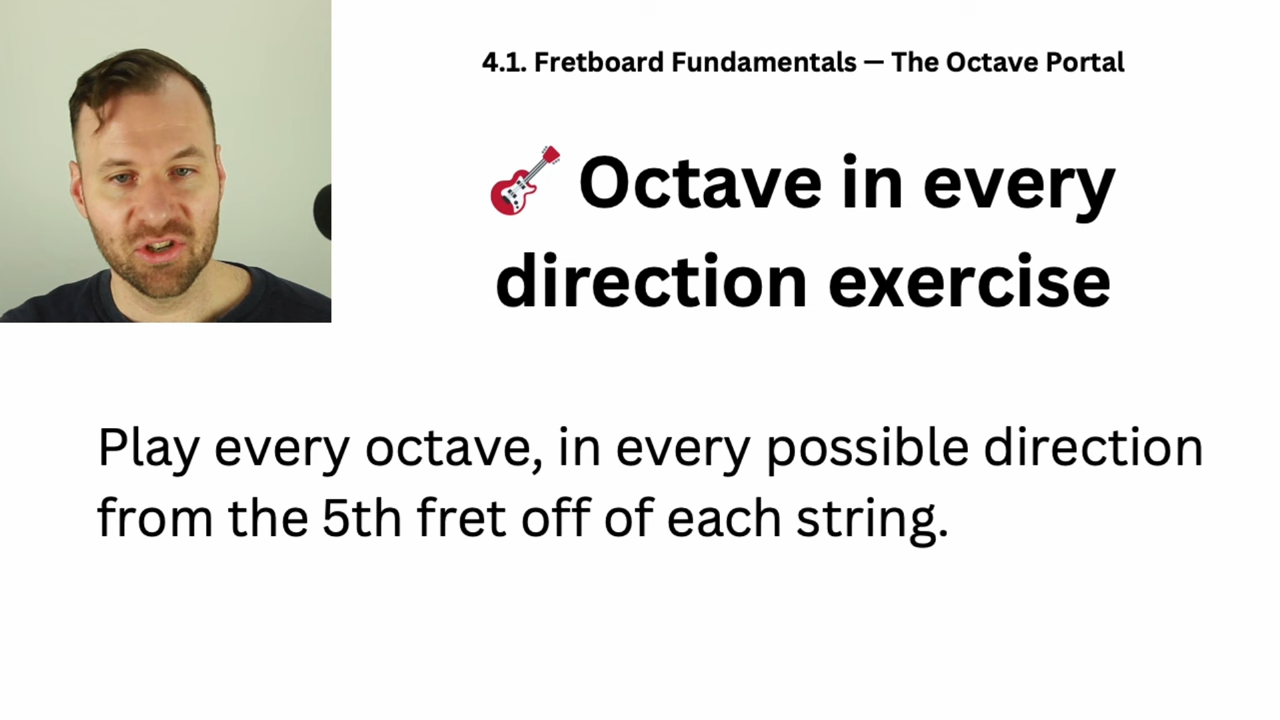 4.1. Fretboard Fundamentals — The Octave Portal
🎸 Octave in every
direction exercise
Play every octave, in every possible direction
from the 5th fret off of each string.